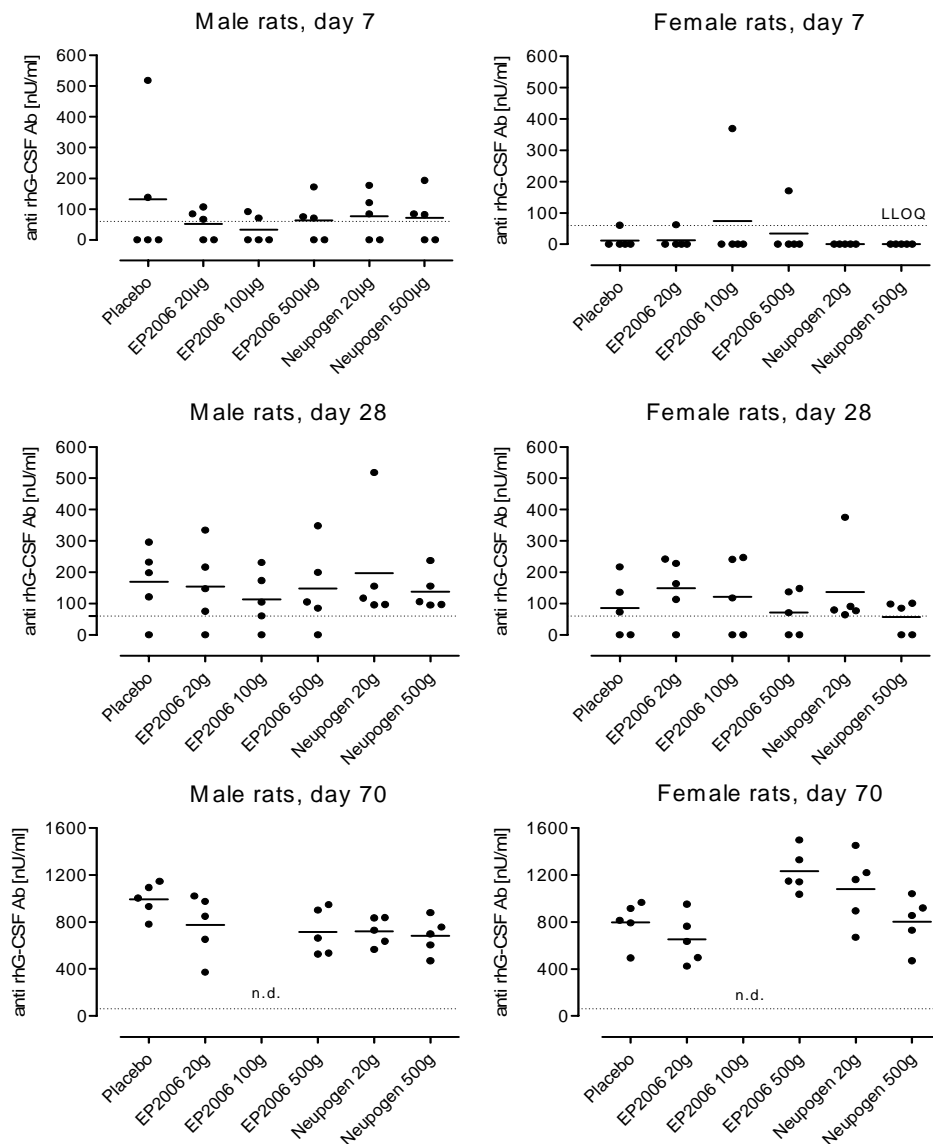 Male rats, day 7
anti rhG-CSF Ab [nU/ml]
600
500
400
300
200
100
0
Placebo
EP2006 20µg
EP2006 100µg
EP2006 500µg
Neupogen 20µg
Neupogen 500µg
Female rats, day 7
anti rhG-CSF Ab [nU/ml]
600
500
400
300
200
100
0
LLOQ
Placebo
EP2006 20g
EP2006 100g
EP2006 500g
Neupogen 20g
Neupogen 500g
Male rats, day 28
anti rhG-CSF Ab [nU/ml]
600
500
400
300
200
100
0
Placebo
EP2006 20g
EP2006 100g
EP2006 500g
Neupogen 20g
Neupogen 500g
Female rats, day 28
anti rhG-CSF Ab [nU/ml]
600
500
400
300
200
100
0
Placebo
EP2006 20g
EP2006 100g
EP2006 500g
Neupogen 20g
Neupogen 500g
Male rats, day 70
anti rhG-CSF Ab [nU/ml]
1600
1200
800
400
0
n.d.
Placebo
EP2006 20g
EP2006 100g
EP2006 500g
Neupogen 20g
Neupogen 500g
Female rats, day 70
anti rhG-CSF Ab [nU/ml]
1600
1200
800
400
0
n.d.
Placebo
EP2006 20g
EP2006 100g
EP2006 500g
Neupogen 20g
Neupogen 500g